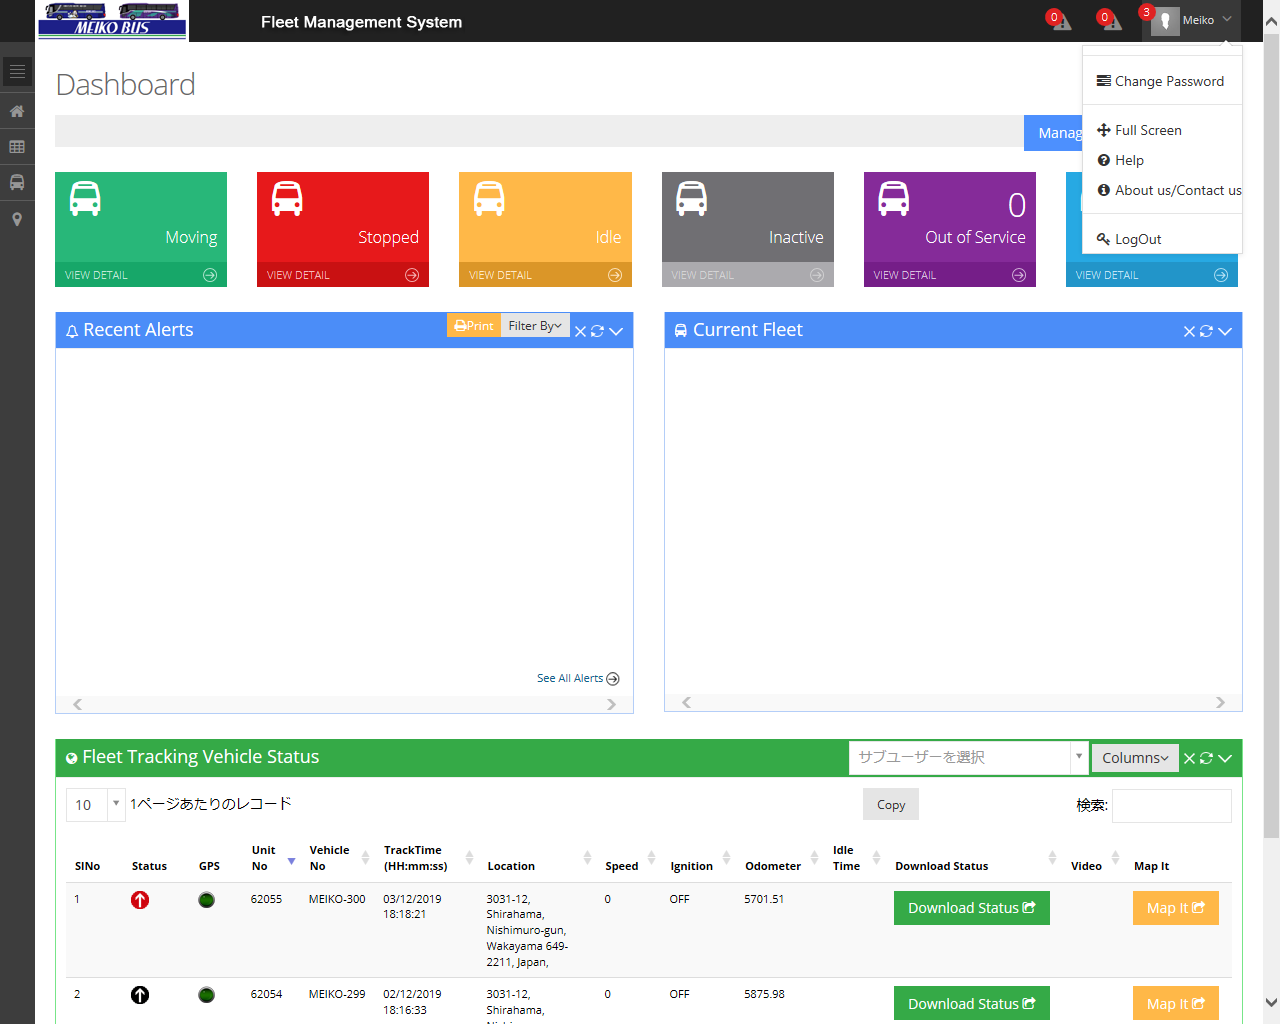 MEIKO BUS
Fleet Management System
0
0
3
Meiko
Change Password
Full Screen
Help
About us/Contact us
LogOut
Dashboard
Manag
Moving
VIEW DETAIL
Stopped
VIEW DETAIL
Idle
VIEW DETAIL
Inactive
VIEW DETAIL
0
Out of Service
VIEW DETAIL
VIEW DETAIL
Recent Alerts
Print
Filter By
See All Alerts
Current Fleet
Fleet Tracking Vehicle Status
サブユーザーを選択
Columns
10 1ページあたりのレコード
Copy
検索:
SlNo Status GPS Unit No Vehicle No TrackTime (HH:mm:ss) Location Speed Ignition Odometer Idle Time Download Status Video Map It
1 62055 MEIKO-300 03/12/2019 0 OFF 5701.51 Download Status Map It
18:18:21
3031-12,
Shirahama,
Nishimuro-gun,
Wakayama 649-
2211, Japan,
2 62054 MEIKO-299 02/12/2019 0 OFF 5875.98 Download Status Map It
18:16:33
3031-12,
Shirahama,